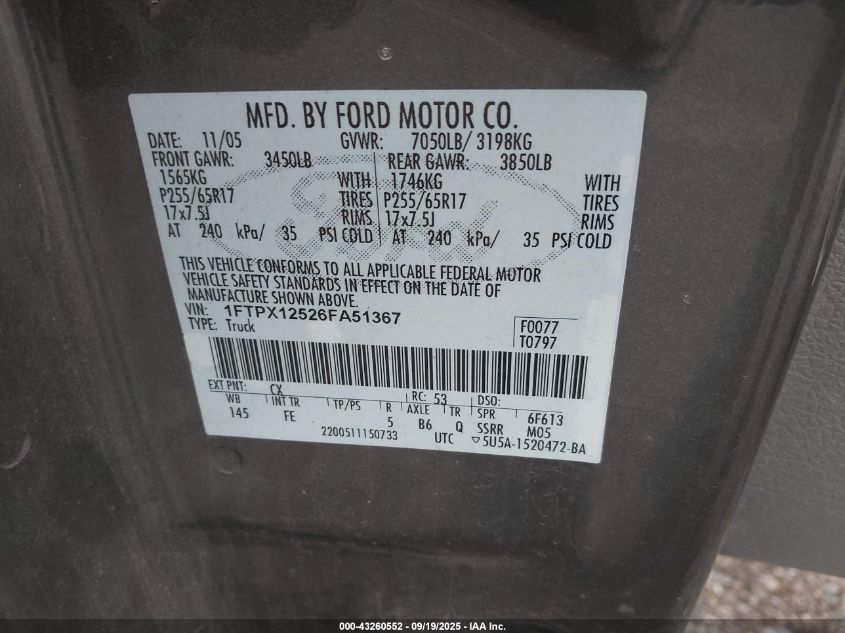 MFD. BY FORD MOTOR CO.
DATE: 11/05 GVWR: 7050LB/ 3198KG
FRONT GAWR: 3450LB REAR GAWR: 3850LB
1565KG WITH 1746KG WITH
P255/65R17 TIRES P255/65R17 TIRES
17x7.5J RIMS 17x7.5J RIMS
AT 240 kPa/ 35 PSI COLD AT 240 kPa/ 35 PSI COLD
Ford
THIS VEHICLE CONFORMS TO ALL APPLICABLE FEDERAL MOTOR
VEHICLE SAFETY STANDARDS IN EFFECT ON THE DATE OF
MANUFACTURE SHOWN ABOVE.
VIN: 1FTPX12526FA51367
TYPE: Truck
F0077
T0797
EXT PNT: CX RC: 53 DSO:
WB INT TR TP/PS R AXLE TR SPR 6F613
145 FE 5 B6 Q SSRR M05
2200511150733 UTC ▽5U5A-1520472-BA
000-43260552 - 09/19/2025 - IAA Inc.